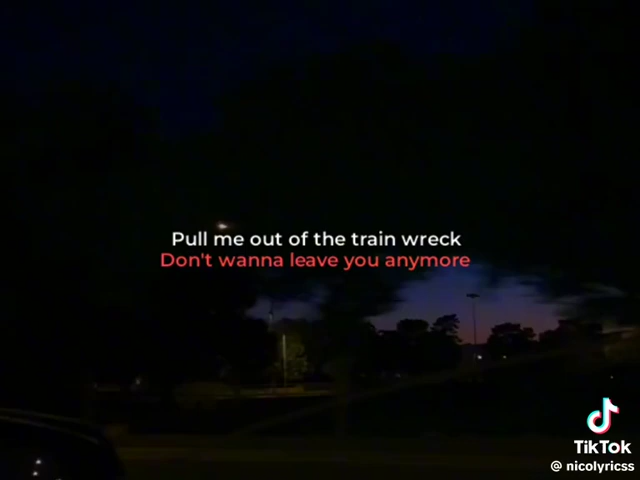 Pull me out of the train wreck
Don't wanna leave you anymore
TikTok
@ nicolyricss